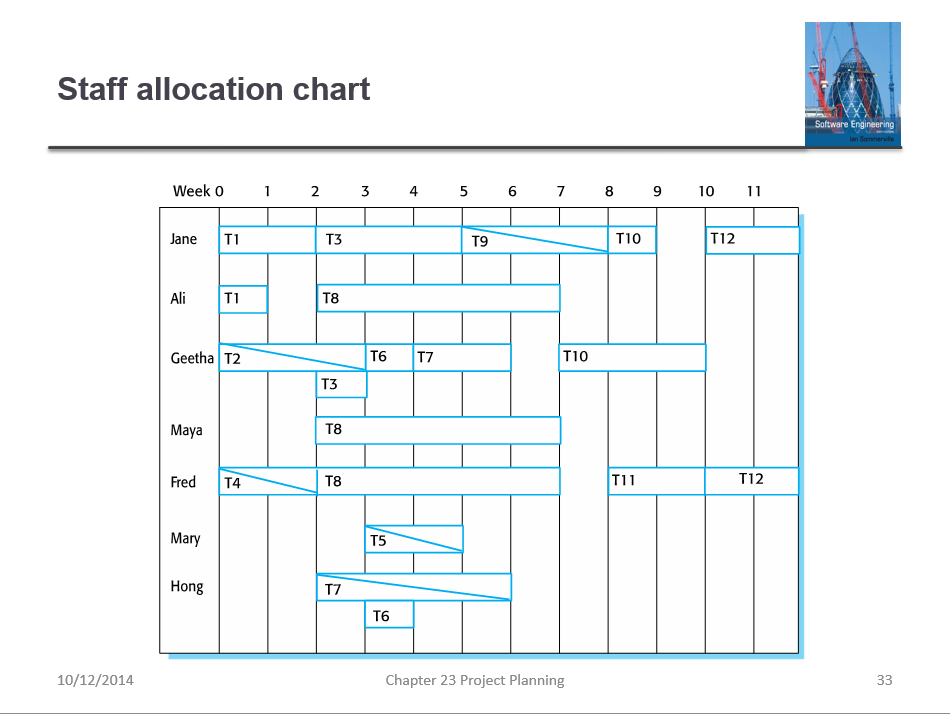 Staff allocation chart
Software Engineering
Ian Sommerville
Week 0 1 2 3 4 5 6 7 8 9 10 11
Jane T1 T3 T9 T10 T12
Ali T1 T8
Geetha T2 T6 T7 T10
T3
Maya T8
Fred T4 T8 T11 T12
Mary T5
Hong T7
T6
10/12/2014 Chapter 23 Project Planning 33